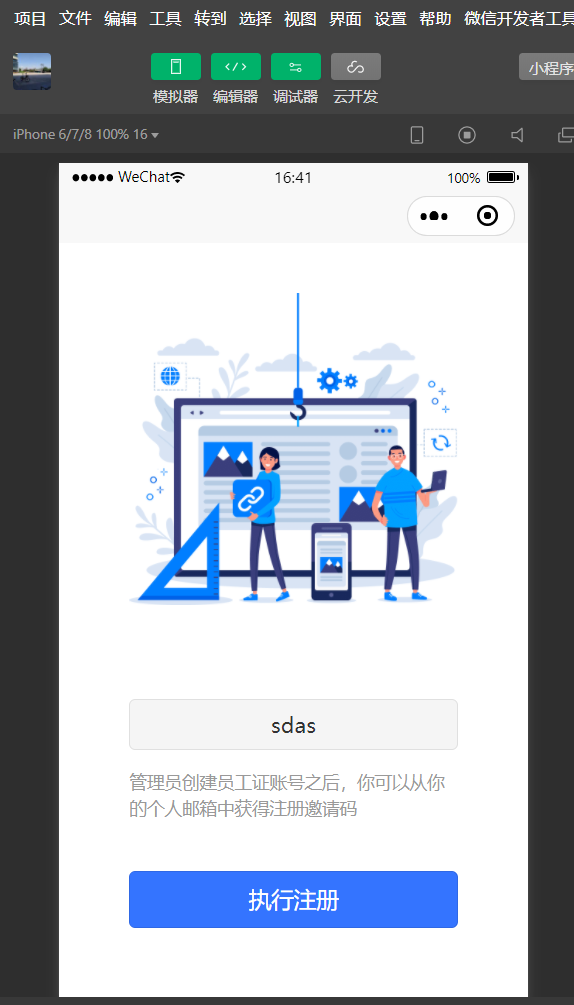 项目 文件 编辑 工具 转到 选择 视图 界面 设置 帮助 微信开发者工具
模拟器 编辑器 调试器 云开发 小程序
iPhone 6/7/8 100% 16
WeChat 16:41 100%
sdas
管理员创建员工证账号之后，你可以从你
的个人邮箱中获得注册邀请码
执行注册